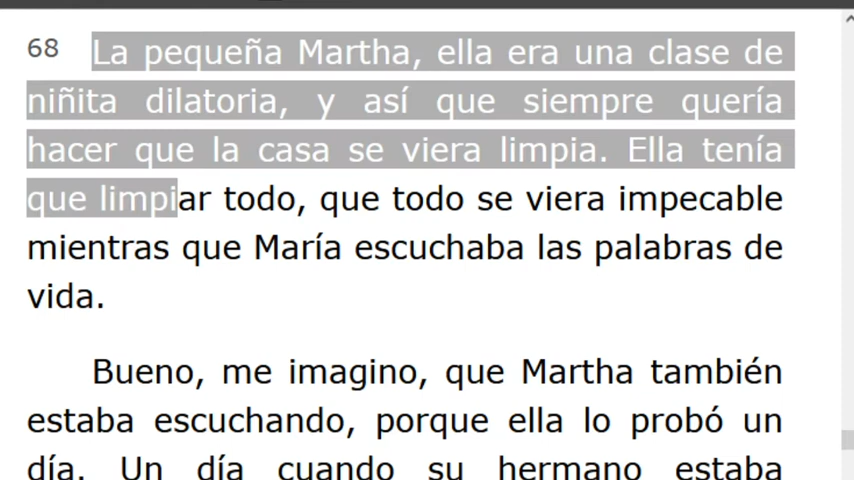 68 La pequeña Martha, ella era una clase de
niñita dilatoria, y así que siempre quería
hacer que la casa se viera limpia. Ella tenía
que limpiar todo, que todo se viera impecable
mientras que María escuchaba las palabras de
vida.
Bueno, me imagino, que Martha también
estaba escuchando, porque ella lo probó un
día. Un día cuando su hermano estaba